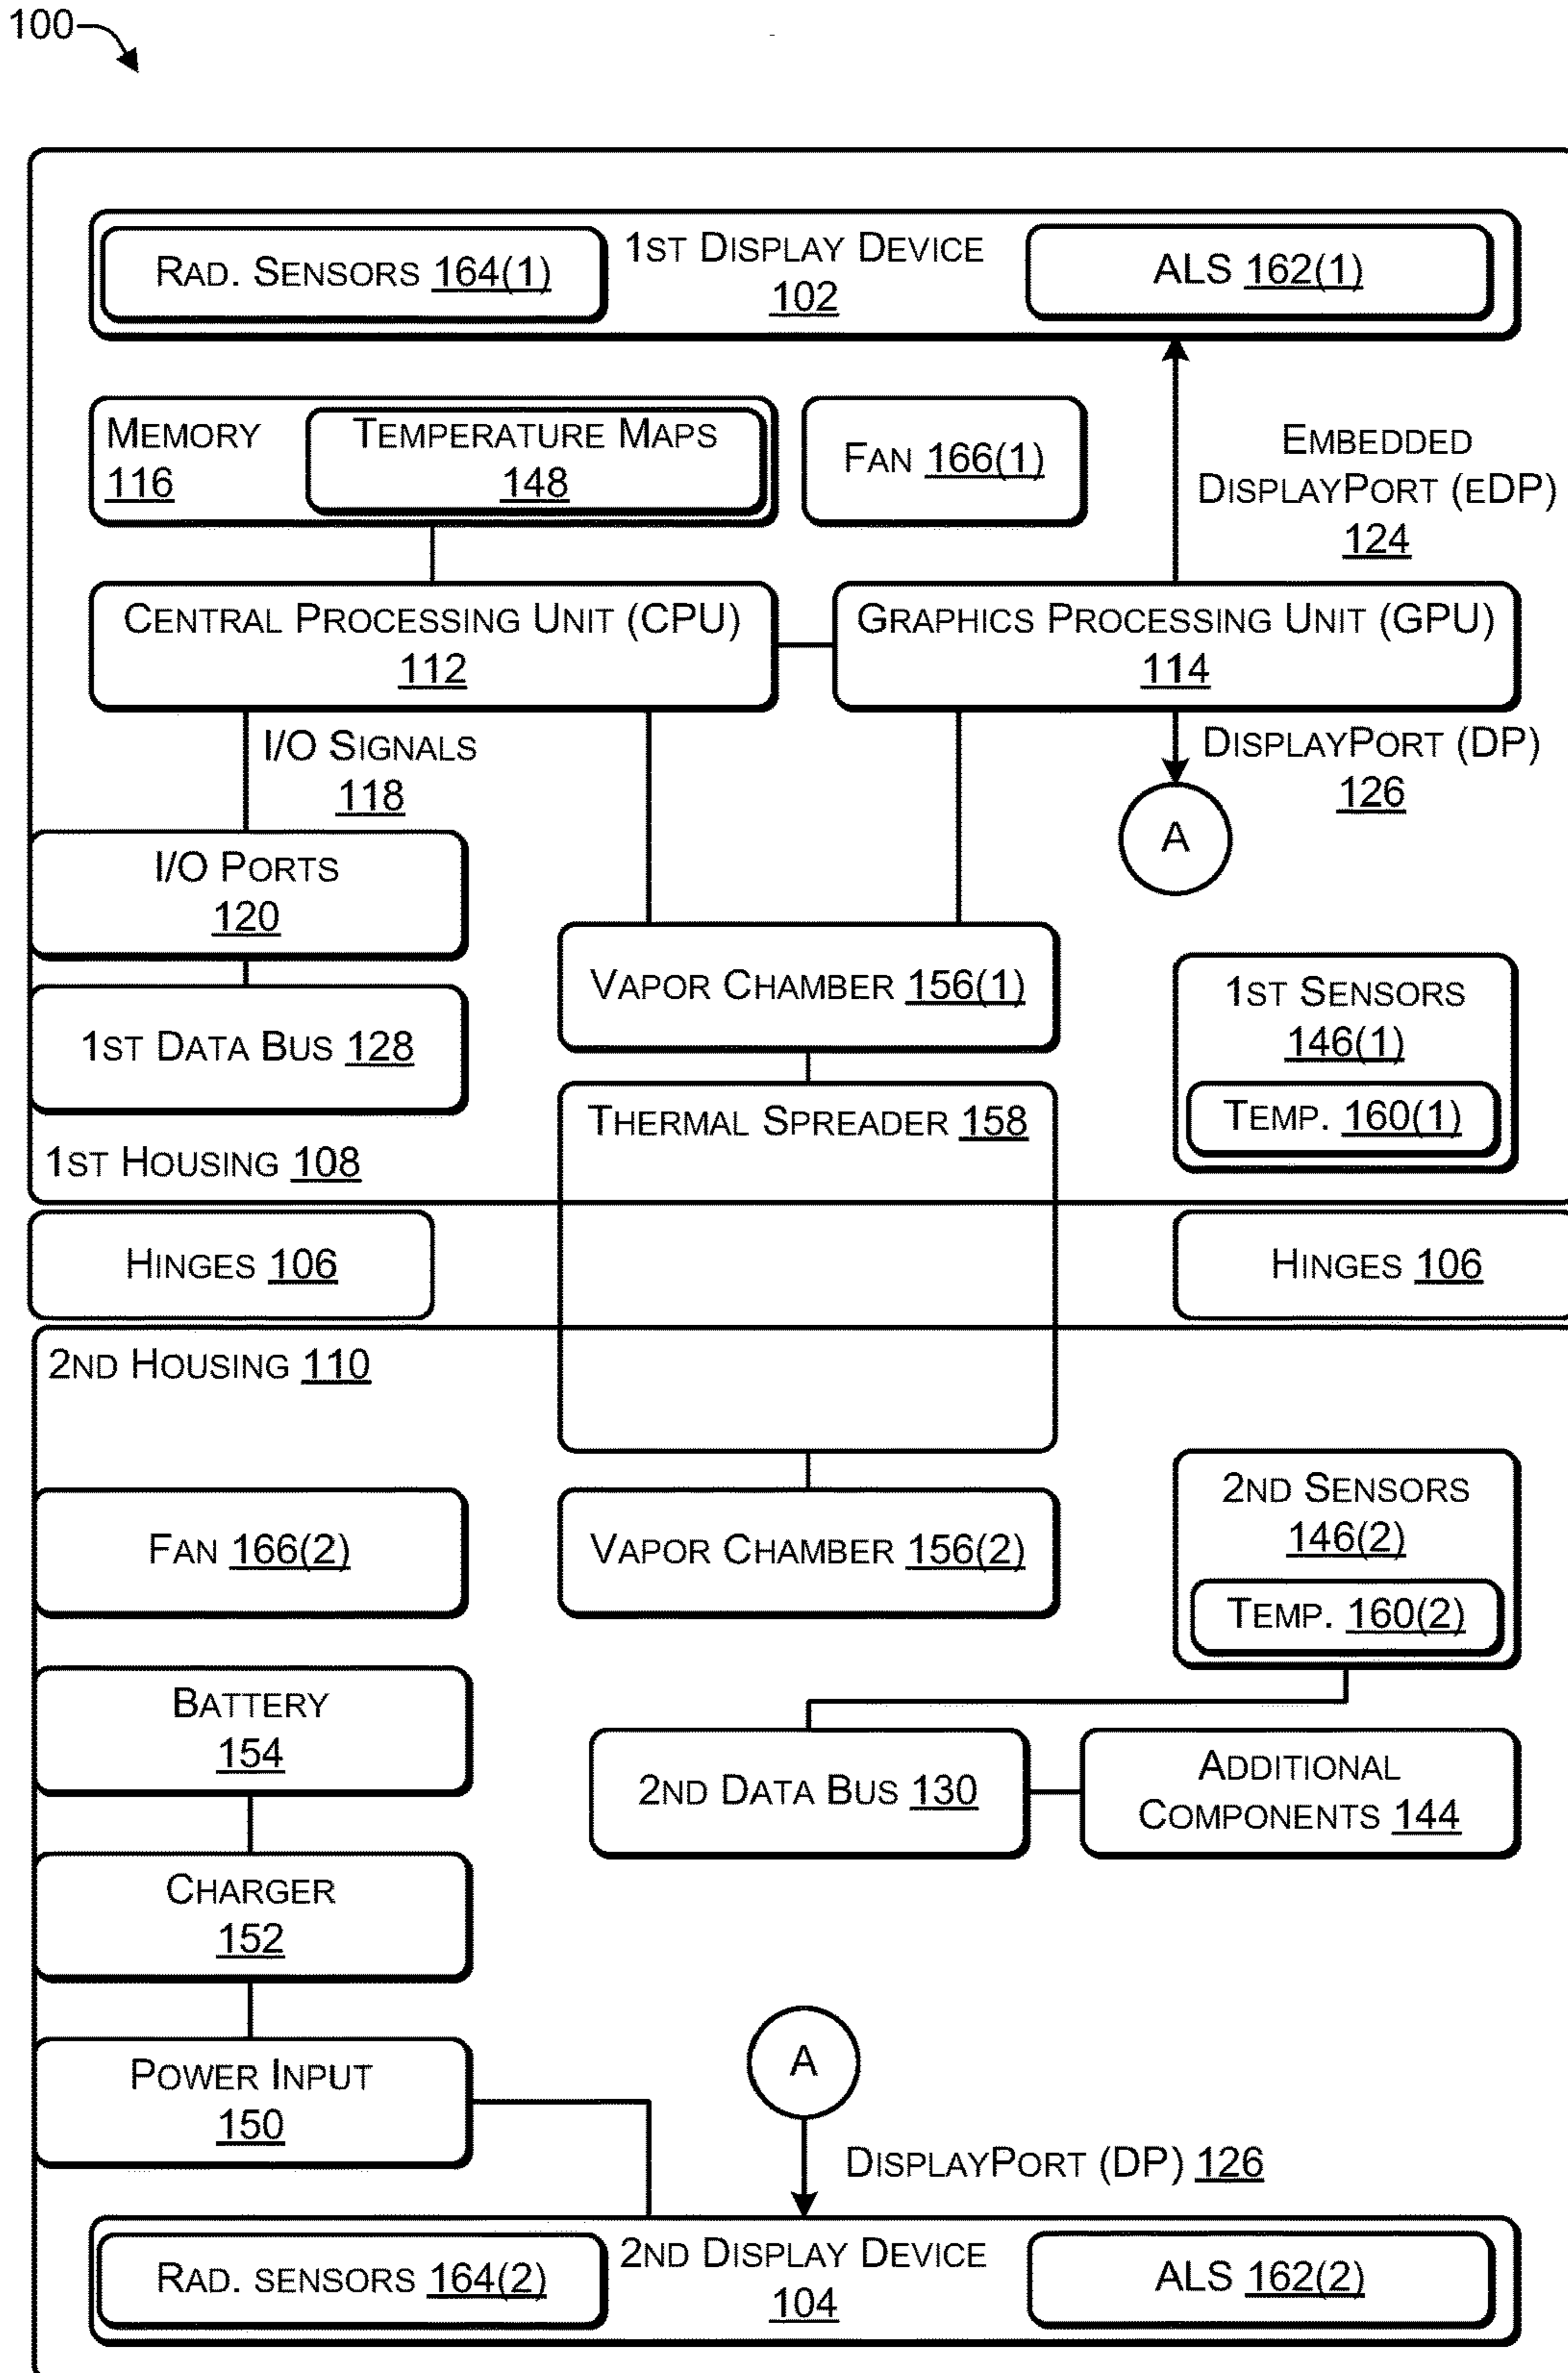 100
RAD. SENSORS 164(1)
1ST DISPLAY DEVICE
102
ALS 162(1)
MEMORY
116
TEMPERATURE MAPS
148
FAN 166(1)
EMBEDDED
DISPLAYPORT (EDP)
124
CENTRAL PROCESSING UNIT (CPU)
112
GRAPHICS PROCESSING UNIT (GPU)
114
I/O SIGNALS
118
DISPLAYPORT (DP)
126
A
I/O PORTS
120
VAPOR CHAMBER 156(1)
1ST SENSORS
146(1)
TEMP. 160(1)
1ST DATA BUS 128
THERMAL SPREADER 158
1ST HOUSING 108
HINGES 106
HINGES 106
2ND HOUSING 110
FAN 166(2)
VAPOR CHAMBER 156(2)
2ND SENSORS
146(2)
TEMP. 160(2)
BATTERY
154
2ND DATA BUS 130
ADDITIONAL
COMPONENTS 144
CHARGER
152
POWER INPUT
150
A
DISPLAYPORT (DP) 126
RAD. SENSORS 164(2)
2ND DISPLAY DEVICE
104
ALS 162(2)